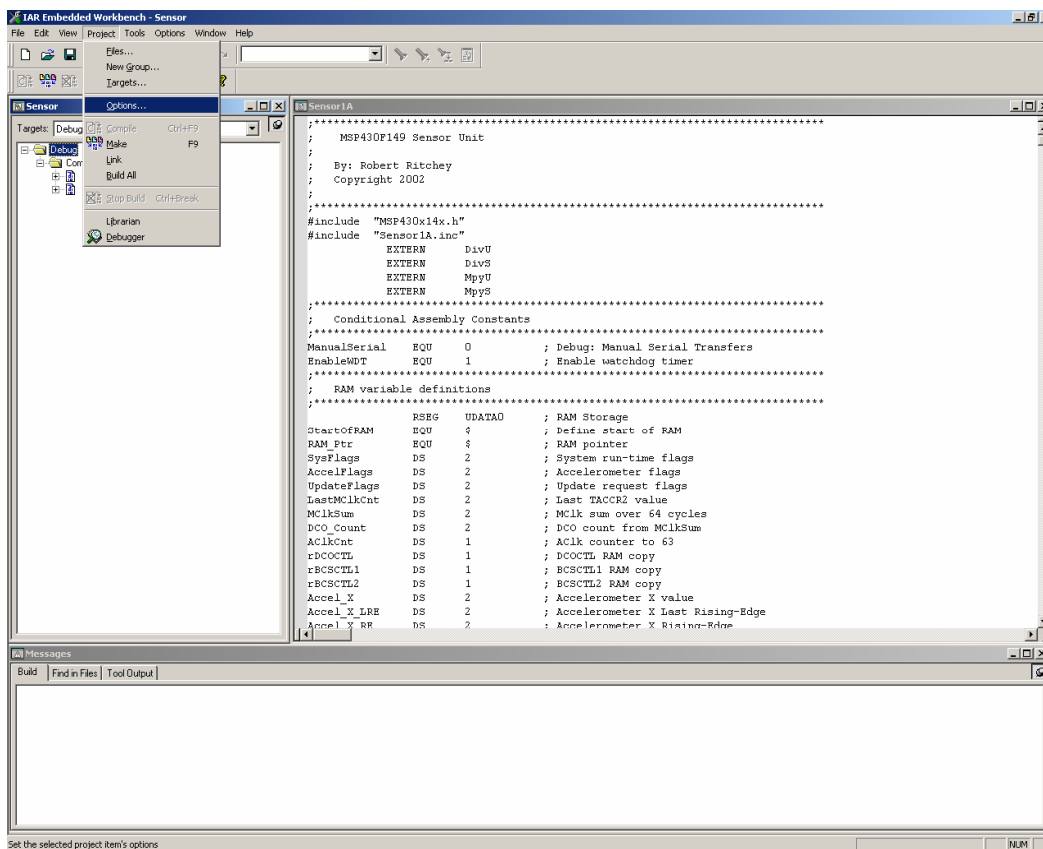 IAR Embedded Workbench - Sensor
File Edit View Project Tools Options Window Help
Files...
New Group...
Targets...
Options...
Compile Ctrl+F9
Make F9
Link
Build All
Stop Build Ctrl+Break
Librarian
Debugger
Sensor
Targets: Debug
Debug
Com
Sensor1A
;******************************************************************************
; MSP430F149 Sensor Unit
;
; By: Robert Ritchey
; Copyright 2002
;
;******************************************************************************
#include "MSP430x14x.h"
#include "Sensor1A.inc"
EXTERN DivU
EXTERN DivS
EXTERN MpyU
EXTERN MpyS
;******************************************************************************
; Conditional Assembly Constants
;******************************************************************************
ManualSerial EQU 0 ; Debug: Manual Serial Transfers
EnableWDT EQU 1 ; Enable watchdog timer
;******************************************************************************
; RAM variable definitions
;******************************************************************************
RSEG UDATA0 ; RAM Storage
StartOfRAM EQU $ ; Define start of RAM
RAM_Ptr EQU $ ; RAM pointer
SysFlags DS 2 ; System run-time flags
AccelFlags DS 2 ; Accelerometer flags
UpdateFlags DS 2 ; Update request flags
LastMClkCnt DS 2 ; Last TACCR2 value
MClkSum DS 2 ; MClk sum over 64 cycles
DCO_Count DS 2 ; DCO count from MClkSum
AClkCnt DS 1 ; AClk counter to 63
rDCOCTL DS 1 ; DCOCTL RAM copy
rBCSCTL1 DS 1 ; BCSCTL1 RAM copy
rBCSCTL2 DS 1 ; BCSCTL2 RAM copy
Accel_X DS 2 ; Accelerometer X value
Accel_X_LRE DS 2 ; Accelerometer X Last Rising-Edge
Accel_X_RE DS 2 ; Accelerometer X Rising-Edge
Messages
Build Find in Files Tool Output
Set the selected project item's options
NUM